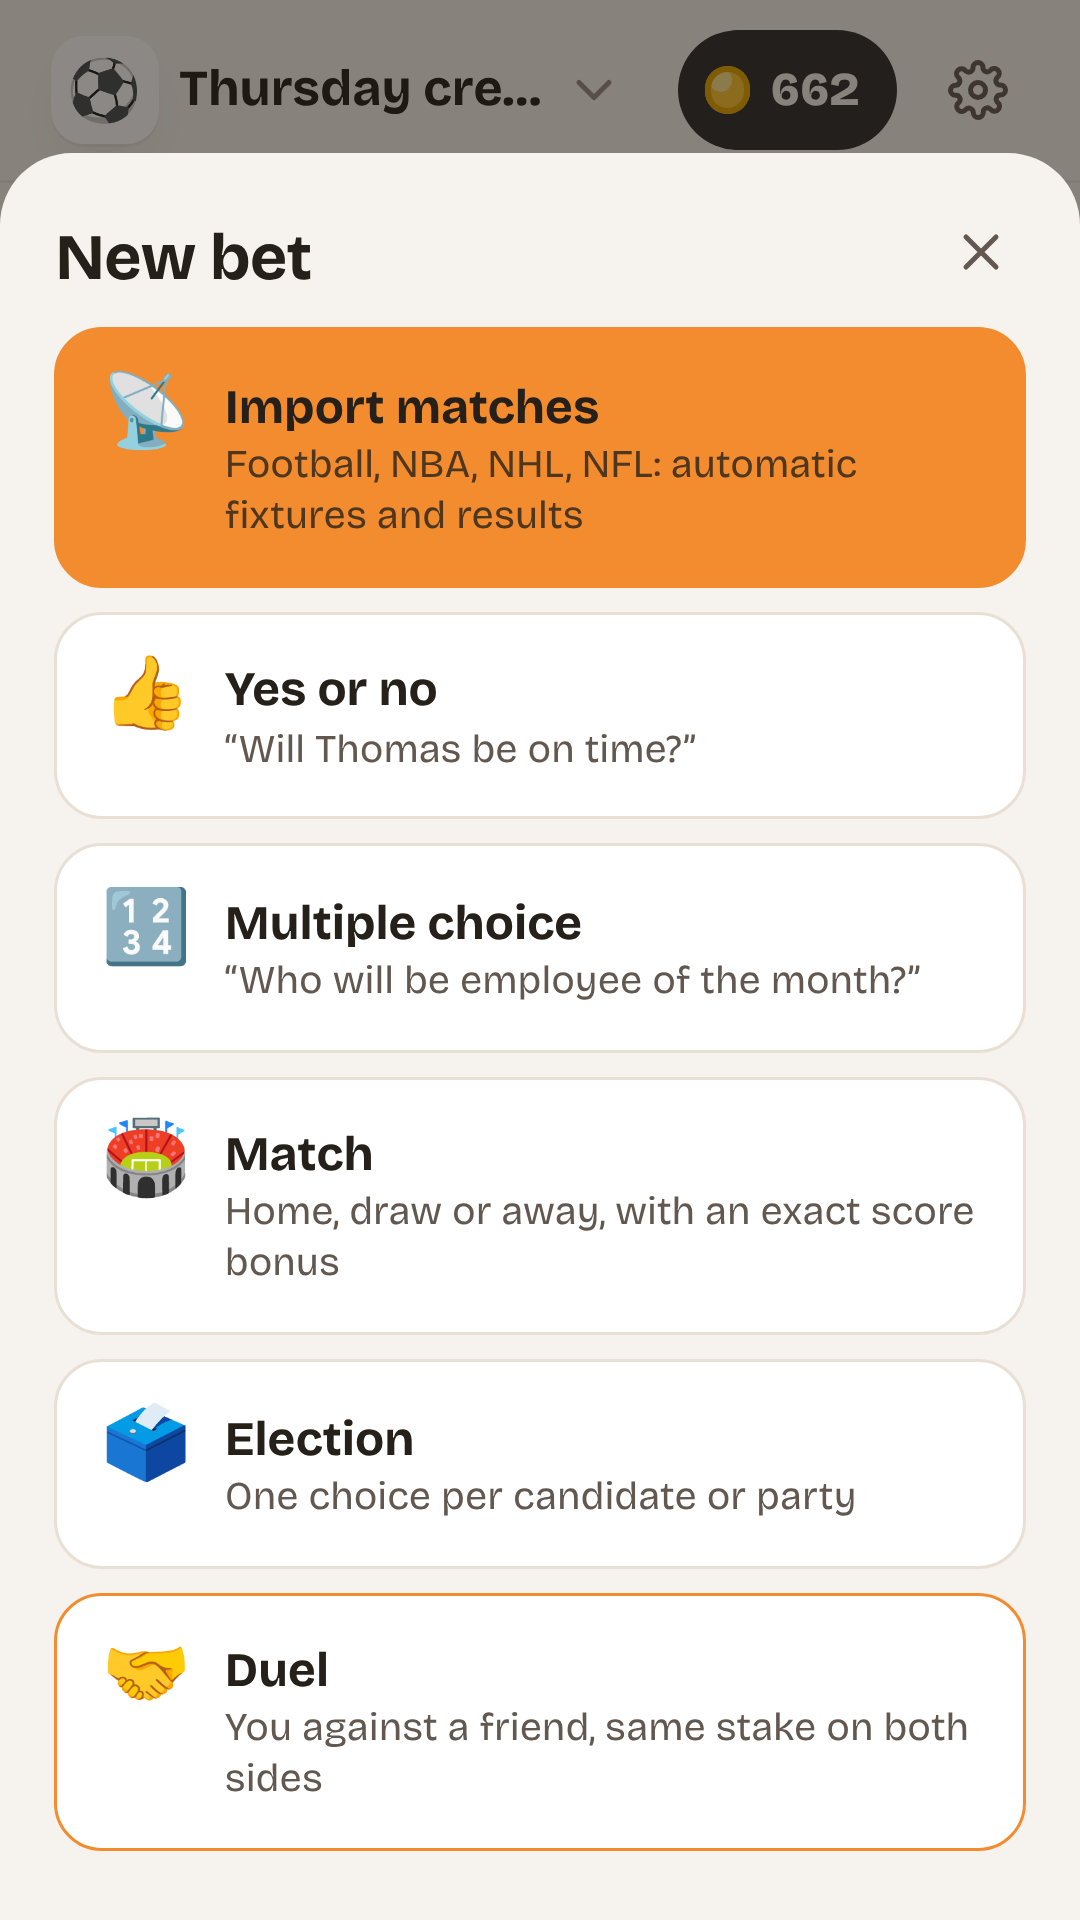 Thursday cre...
662
New bet
Import matches
Football, NBA, NHL, NFL: automatic
fixtures and results
Yes or no
“Will Thomas be on time?”
1234
Multiple choice
“Who will be employee of the month?”
Match
Home, draw or away, with an exact score
bonus
Election
One choice per candidate or party
Duel
You against a friend, same stake on both
sides